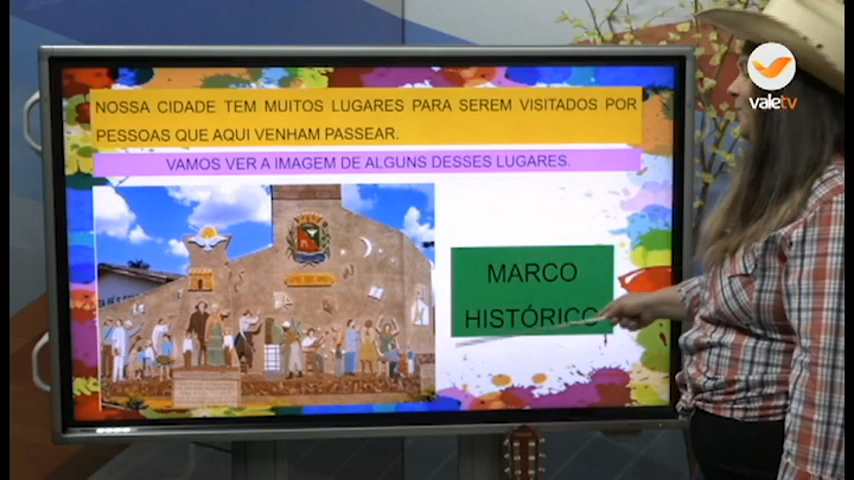 NOSSA CIDADE TEM MUITOS LUGARES PARA SEREM VISITADOS POR
PESSOAS QUE AQUI VENHAM PASSEAR.
VAMOS VER A IMAGEM DE ALGUNS DESSES LUGARES.
MARCO
HISTÓRICO
valetv